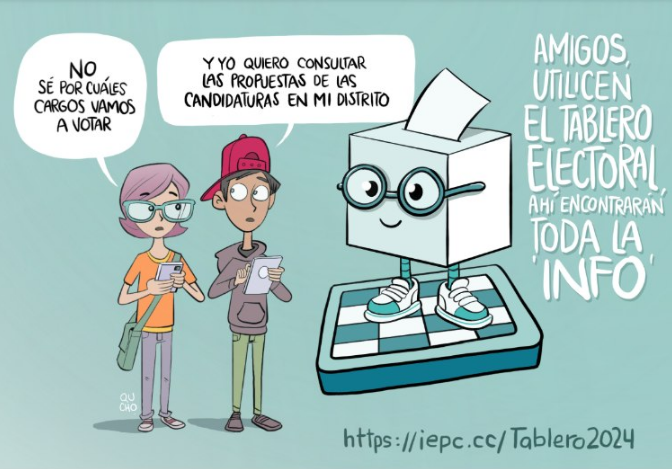 NO
SÉ POR CUÁLES
CARGOS VAMOS
A VOTAR
Y YO QUIERO CONSULTAR
LAS PROPUESTAS DE LAS
CANDIDATURAS EN MI DISTRITO
AMIGOS,
UTILICEN
EL TABLERO
ELECTORAL,
AHÍ ENCONTRARÁN
TODA LA
'INFO'
QU
CHO
https://iepc.cc/Tablero2024